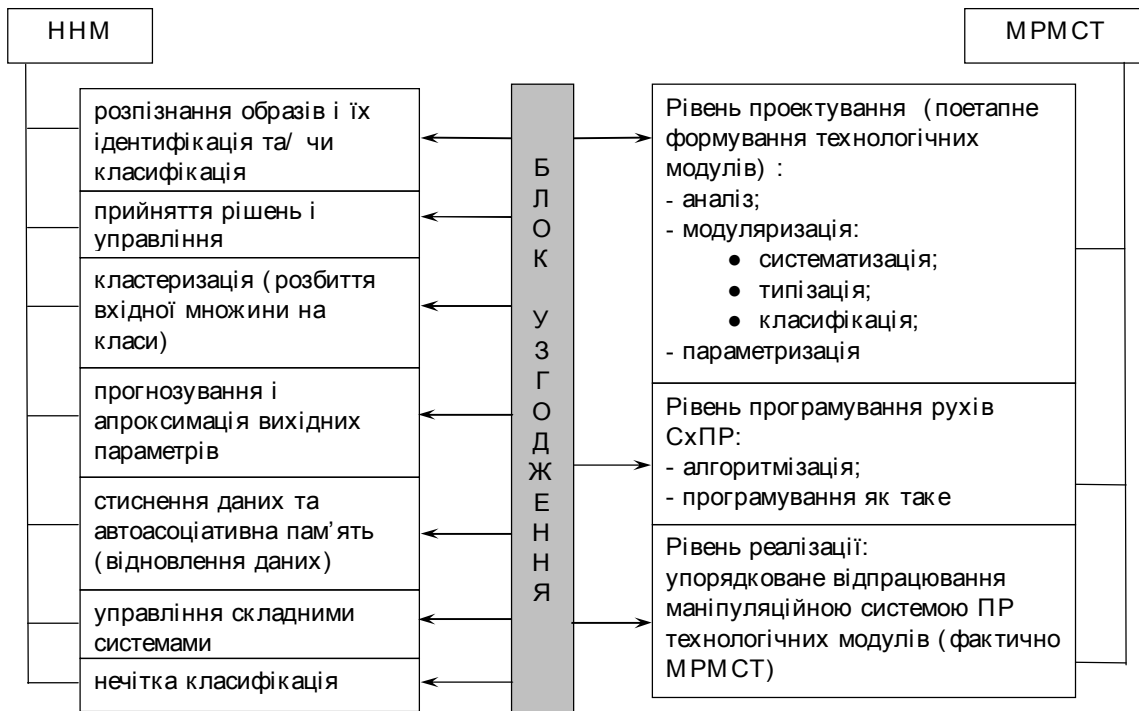 ННМ
МРМСТ
розпізнання образів і їх
ідентифікація та/ чи
класифікація
прийняття рішень і
управління
кластеризація (розбиття
вхідної множини на
класи)
прогнозування і
апроксимація вихідних
параметрів
стиснення даних та
автоасоціативна пам’ять
(відновлення даних)
управління складними
системами
нечітка класифікація
БЛОК УЗГОДЖЕННЯ
Рівень проектування (поетапне
формування технологічних
модулів) :
- аналіз;
- модуляризація:
● систематизація;
● типізація;
● класифікація;
- параметризація
Рівень програмування рухів
СхПР:
- алгоритмізація;
- програмування як таке
Рівень реалізації:
упорядковане відпрацювання
маніпуляційною системою ПР
технологічних модулів (фактично
МРМСТ)